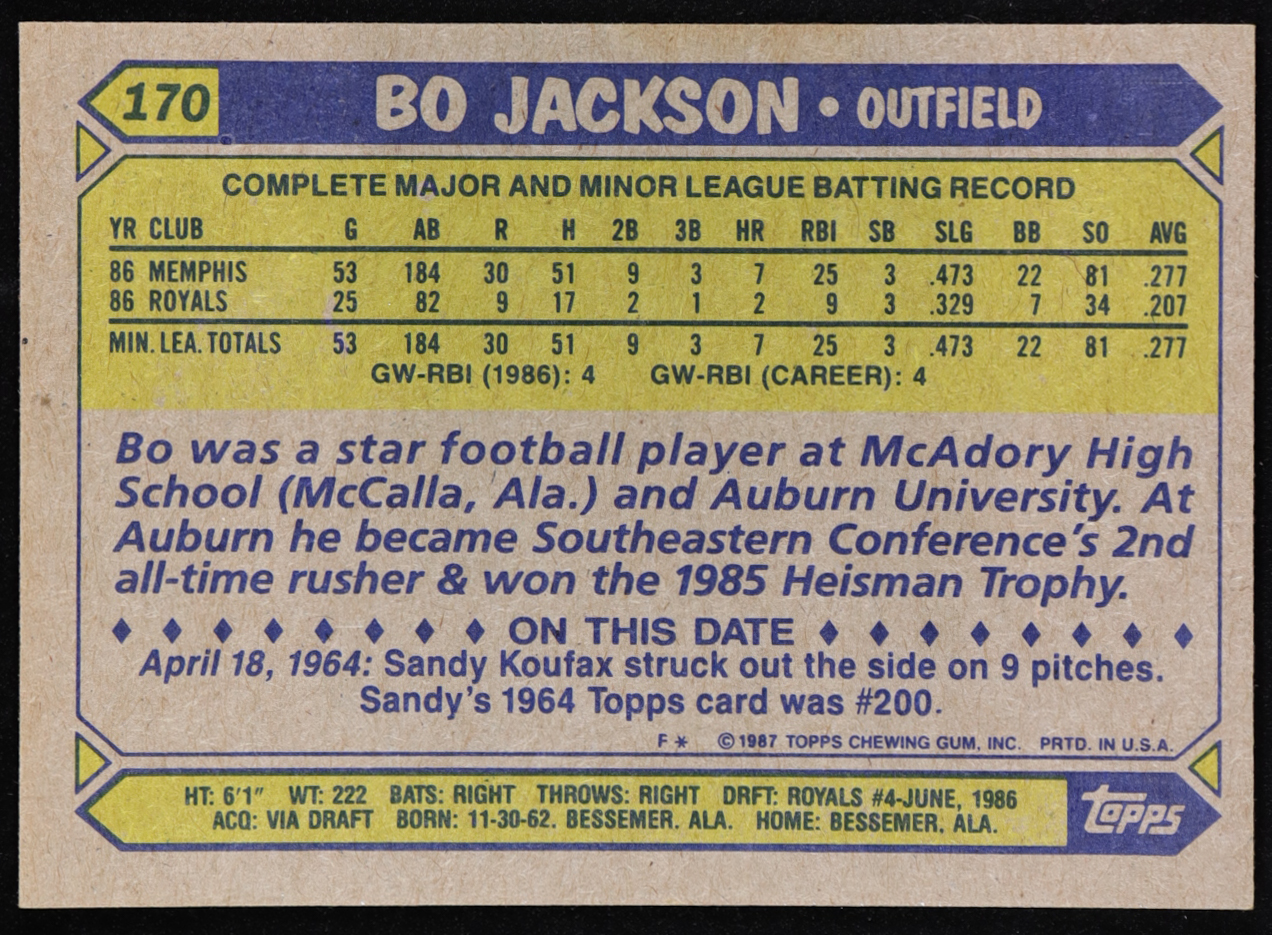 170 BO JACKSON • OUTFIELD
COMPLETE MAJOR AND MINOR LEAGUE BATTING RECORD
YR CLUB G AB R H 2B 3B HR RBI SB SLG BB SO AVG
86 MEMPHIS 53 184 30 51 9 3 7 25 3 .473 22 81 .277
86 ROYALS 25 82 9 17 2 1 2 9 3 .329 7 34 .207
MIN. LEA. TOTALS 53 184 30 51 9 3 7 25 3 .473 22 81 .277
GW-RBI (1986): 4 GW-RBI (CAREER): 4
Bo was a star football player at McAdory High
School (McCalla, Ala.) and Auburn University. At
Auburn he became Southeastern Conference's 2nd
all-time rusher & won the 1985 Heisman Trophy.
♦ ♦ ♦ ♦ ♦ ♦ ♦ ♦ ON THIS DATE ♦ ♦ ♦ ♦ ♦ ♦ ♦ ♦
April 18, 1964: Sandy Koufax struck out the side on 9 pitches.
Sandy's 1964 Topps card was #200.
F * © 1987 TOPPS CHEWING GUM, INC. PRTD. IN U.S.A.
HT: 6'1" WT: 222 BATS: RIGHT THROWS: RIGHT DRFT: ROYALS #4-JUNE, 1986
ACQ: VIA DRAFT BORN: 11-30-62. BESSEMER. ALA. HOME: BESSEMER. ALA.
topps